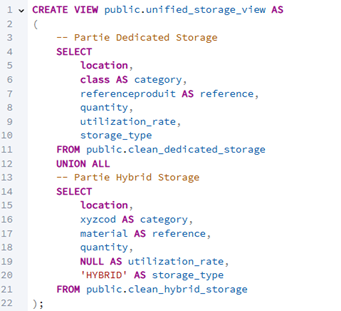 1 CREATE VIEW public.unified_storage_view AS
2 (
3 -- Partie Dedicated Storage
4 SELECT
5 location,
6 class AS category,
7 referenceproduit AS reference,
8 quantity,
9 utilization_rate,
10 storage_type
11 FROM public.clean_dedicated_storage
12 UNION ALL
13 -- Partie Hybrid Storage
14 SELECT
15 location,
16 xyzcod AS category,
17 material AS reference,
18 quantity,
19 NULL AS utilization_rate,
20 'HYBRID' AS storage_type
21 FROM public.clean_hybrid_storage
22 );